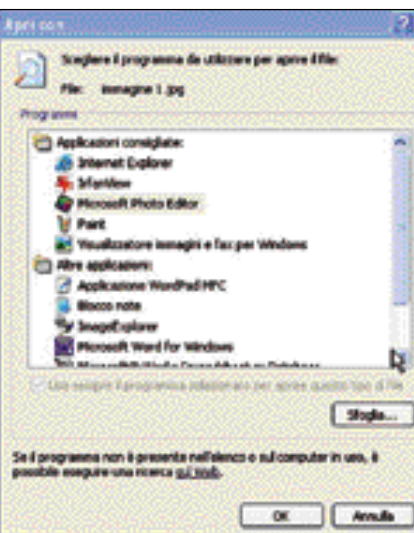 Apri con
Scegliere il programma da utilizzare per aprire il file:
File: immagine 1.jpg
Programmi
Applicazioni consigliate:
Internet Explorer
IrfanView
Microsoft Photo Editor
Paint
Visualizzatore immagini e fax per Windows
Altre applicazioni:
Applicazione WordPad MFC
Blocco note
ImageExplorer
Microsoft Word for Windows
Usa sempre il programma selezionato per aprire questo tipo di file
Sfoglia...
Se il programma non è presente nell'elenco o sul computer in uso, è
possibile eseguire una ricerca sul Web.
OK Annulla